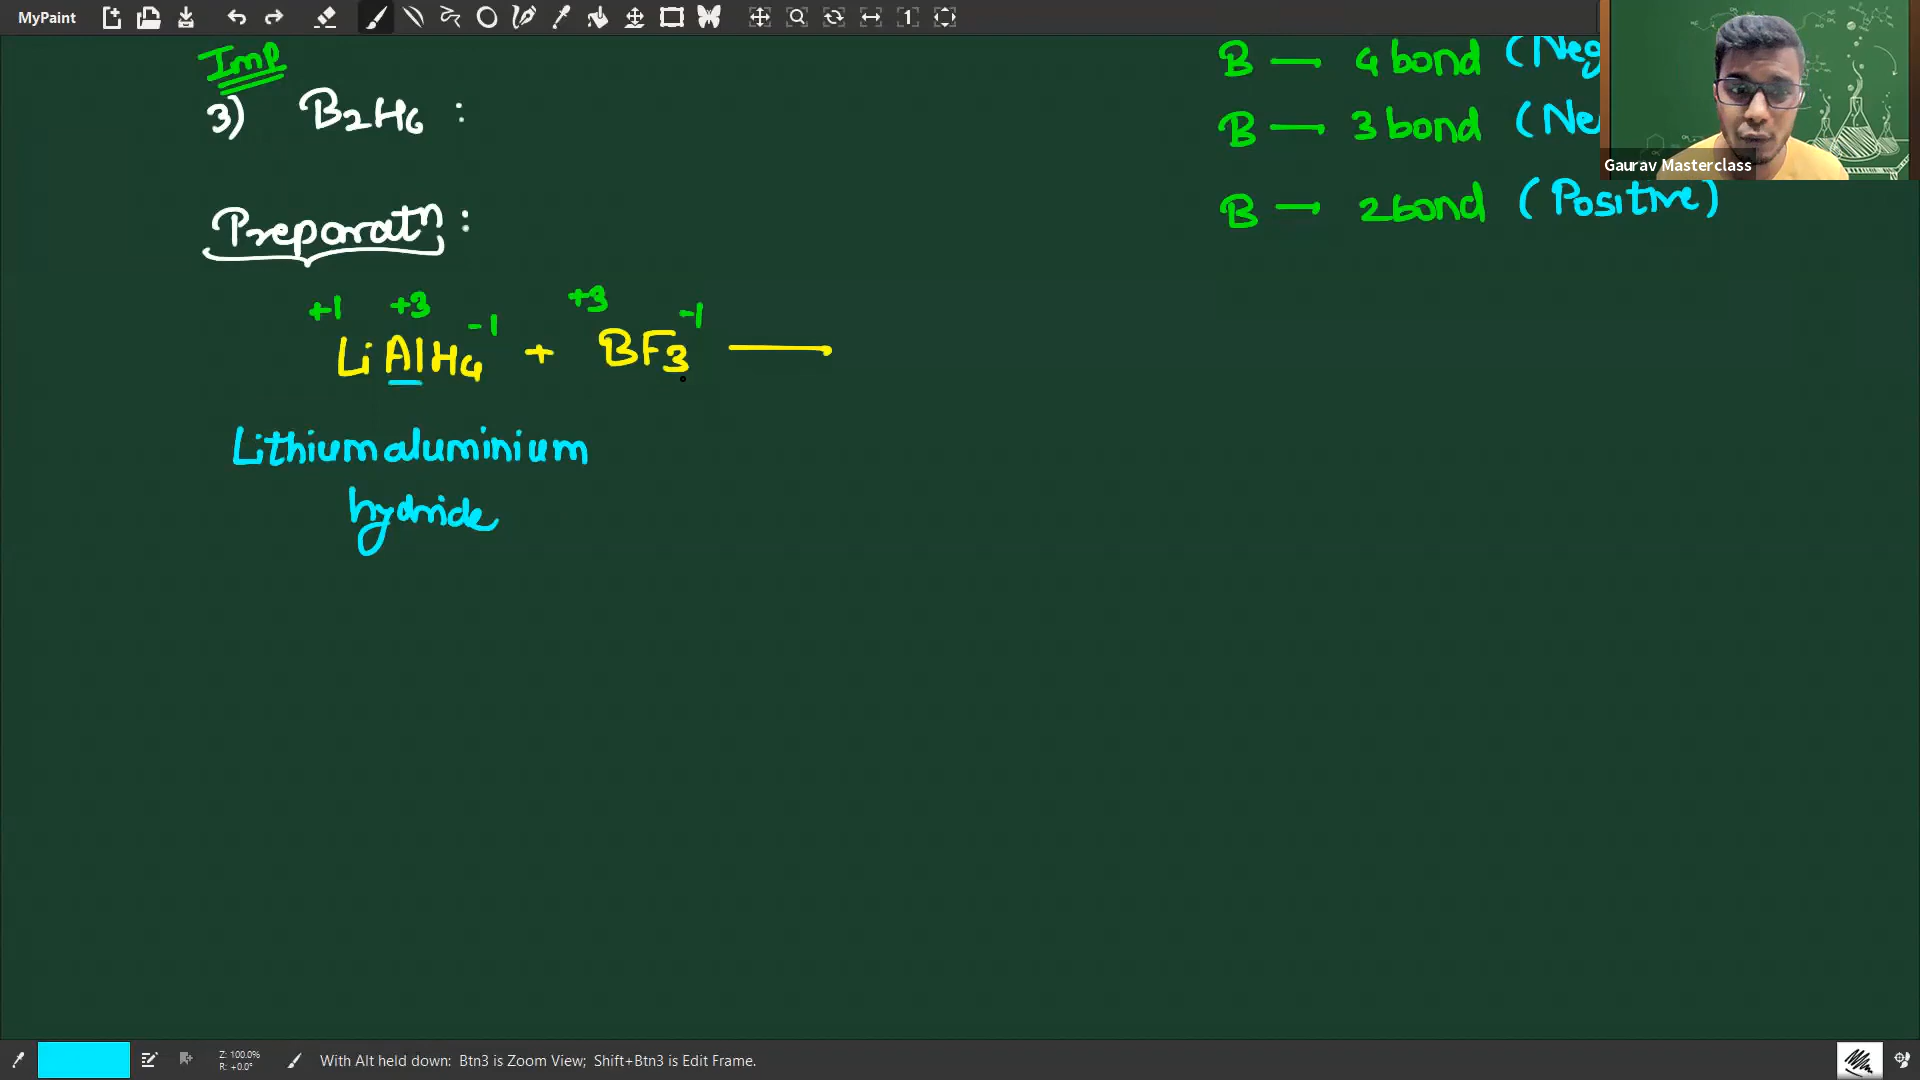 MyPaint
Imp
3) B2H6 :
B — 4 bond (Neg
B — 3 bond (Ne
B — 2 bond (Positive)
Gaurav Masterclass
Preparatn :
+1 +3 -1 +3 -1
LiAlH4 + BF3 —
Lithium aluminium
hydride
Z: 100.0%
R: +0.0°
With Alt held down: Btn3 is Zoom View; Shift+Btn3 is Edit Frame.